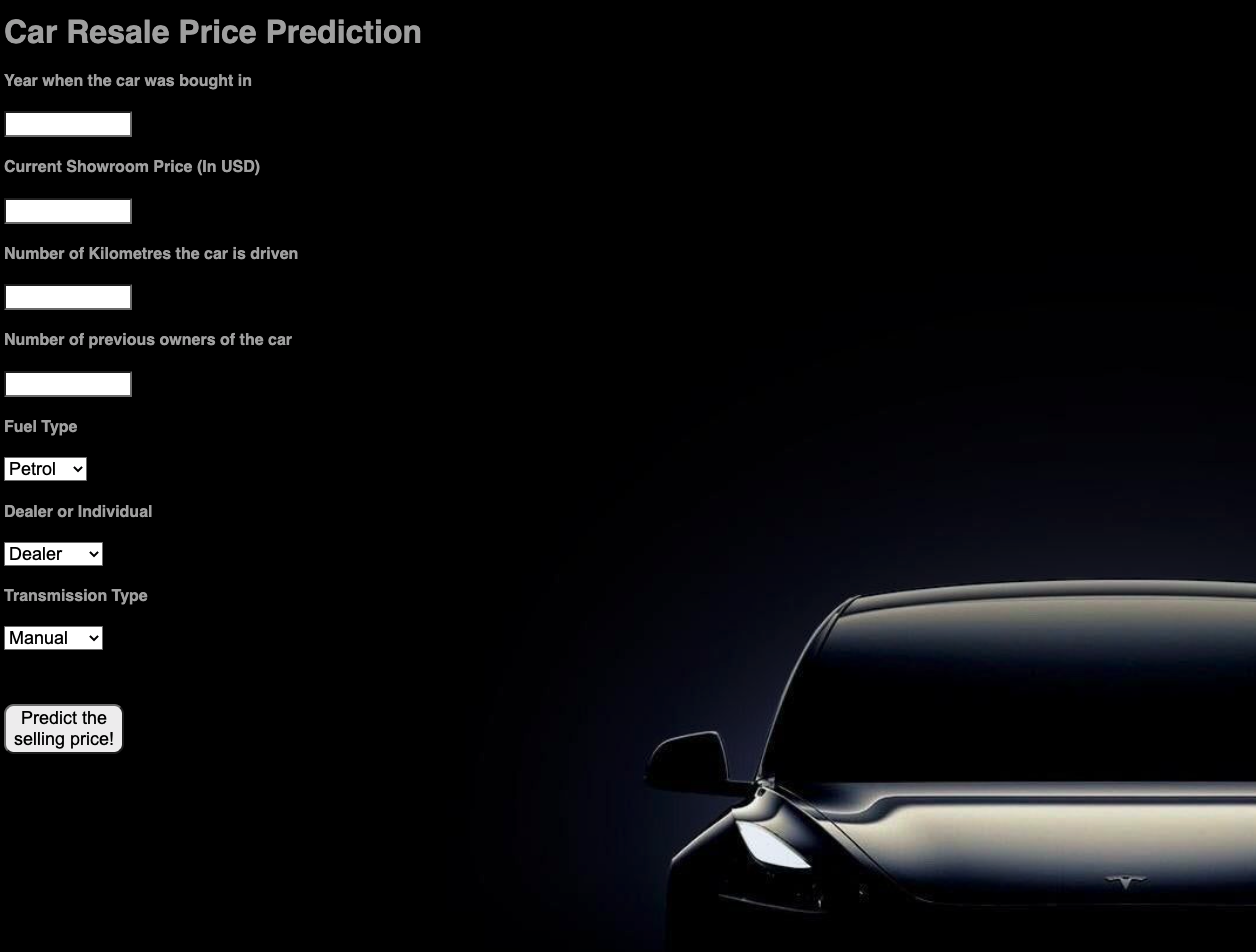 Car Resale Price Prediction
Year when the car was bought in
Current Showroom Price (In USD)
Number of Kilometres the car is driven
Number of previous owners of the car
Fuel Type
Petrol
Dealer or Individual
Dealer
Transmission Type
Manual
Predict the
selling price!